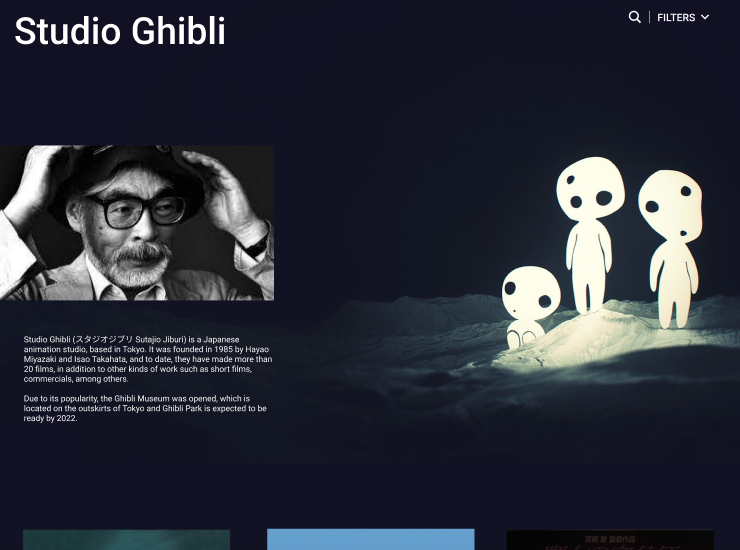 Studio Ghibli
FILTERS
Studio Ghibli (スタジオジブリ Sutajio Jiburi) is a Japanese
animation studio, based in Tokyo. It was founded in 1985 by Hayao
Miyazaki and Isao Takahata, and to date, they have made more than
20 films, in addition to other kinds of work such as short films,
commercials, among others.
Due to its popularity, the Ghibli Museum was opened, which is
located on the outskirts of Tokyo and Ghibli Park is expected to be
ready by 2022.